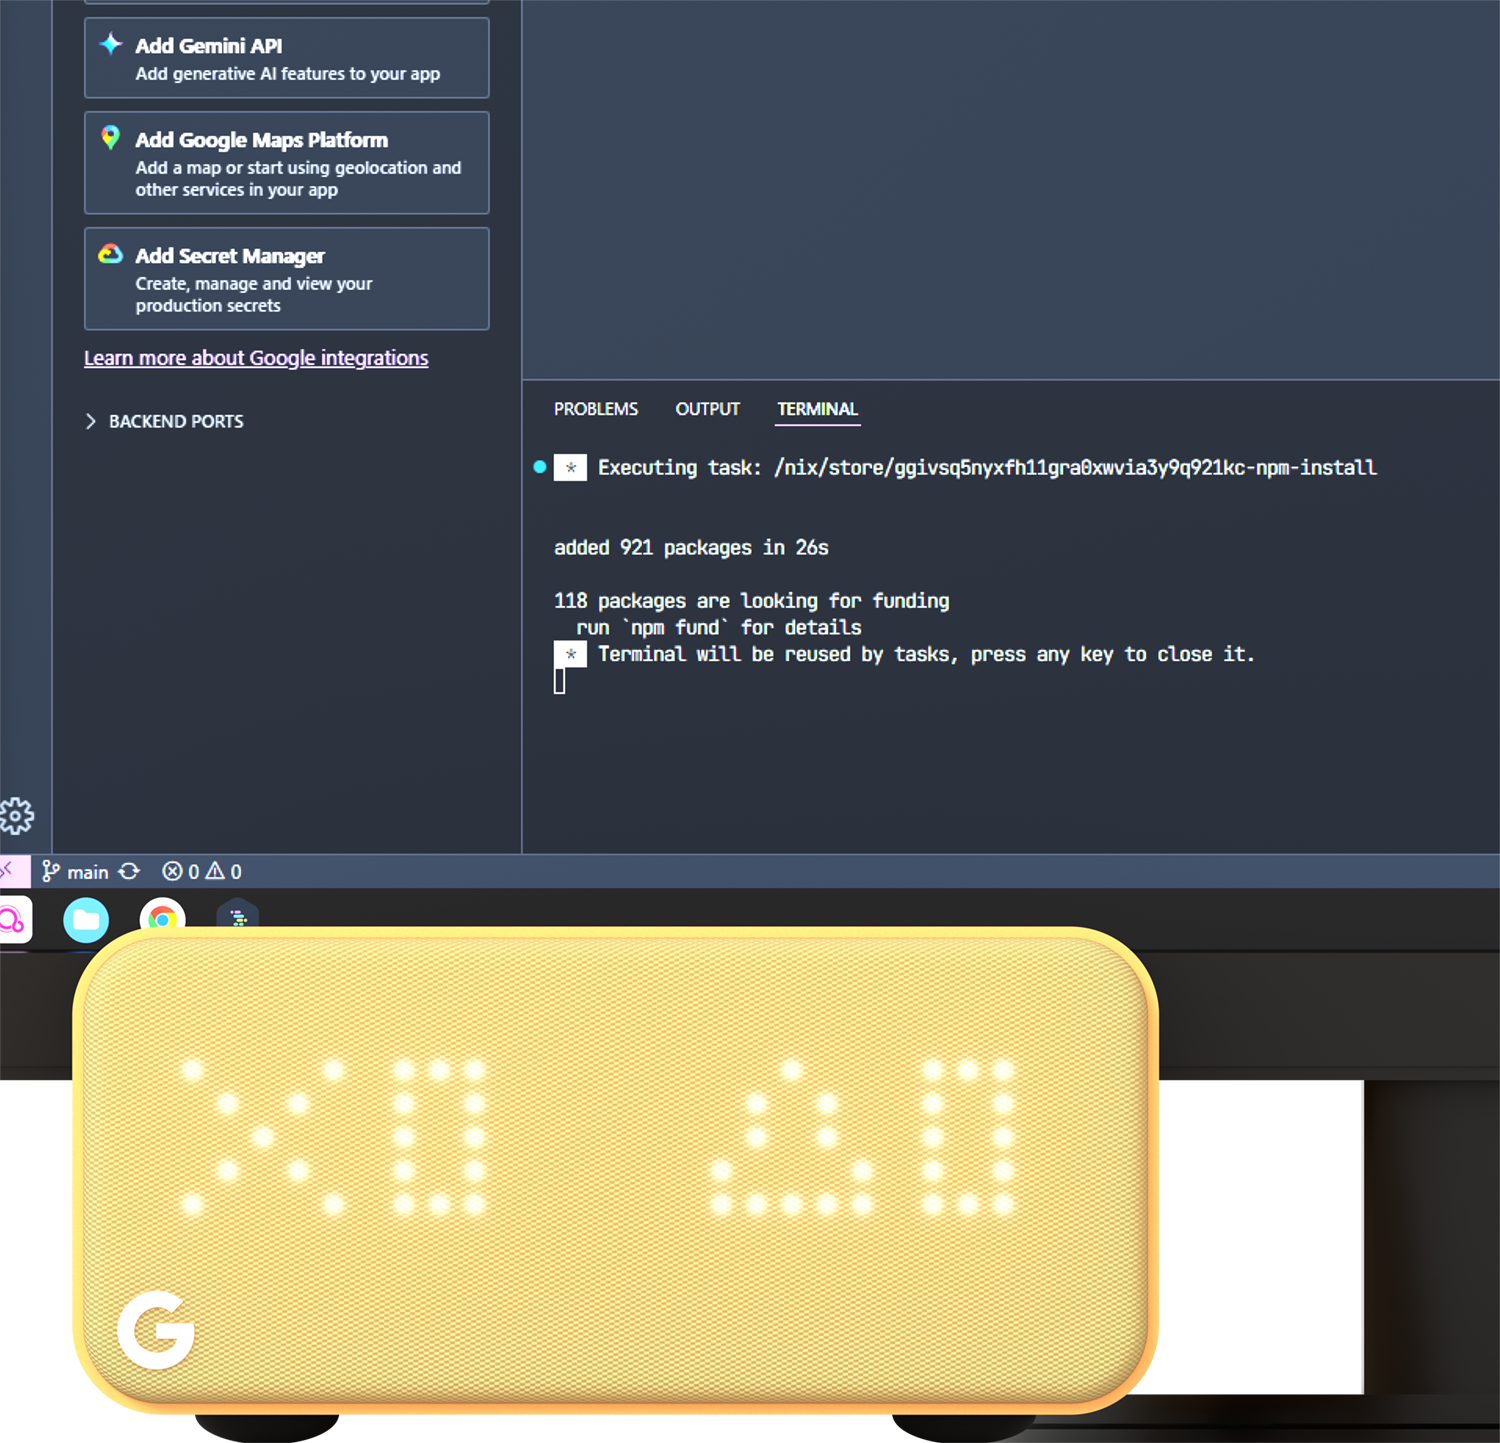 Add Gemini API
Add generative AI features to your app
Add Google Maps Platform
Add a map or start using geolocation and
other services in your app
Add Secret Manager
Create, manage and view your
production secrets
Learn more about Google integrations
BACKEND PORTS
PROBLEMS OUTPUT TERMINAL
* Executing task: /nix/store/ggivsq5nyxfh11gra0xwvia3y9q921kc-npm-install
added 921 packages in 26s
118 packages are looking for funding
run `npm fund` for details
* Terminal will be reused by tasks, press any key to close it.
main 0 0
X0 Δ0
G